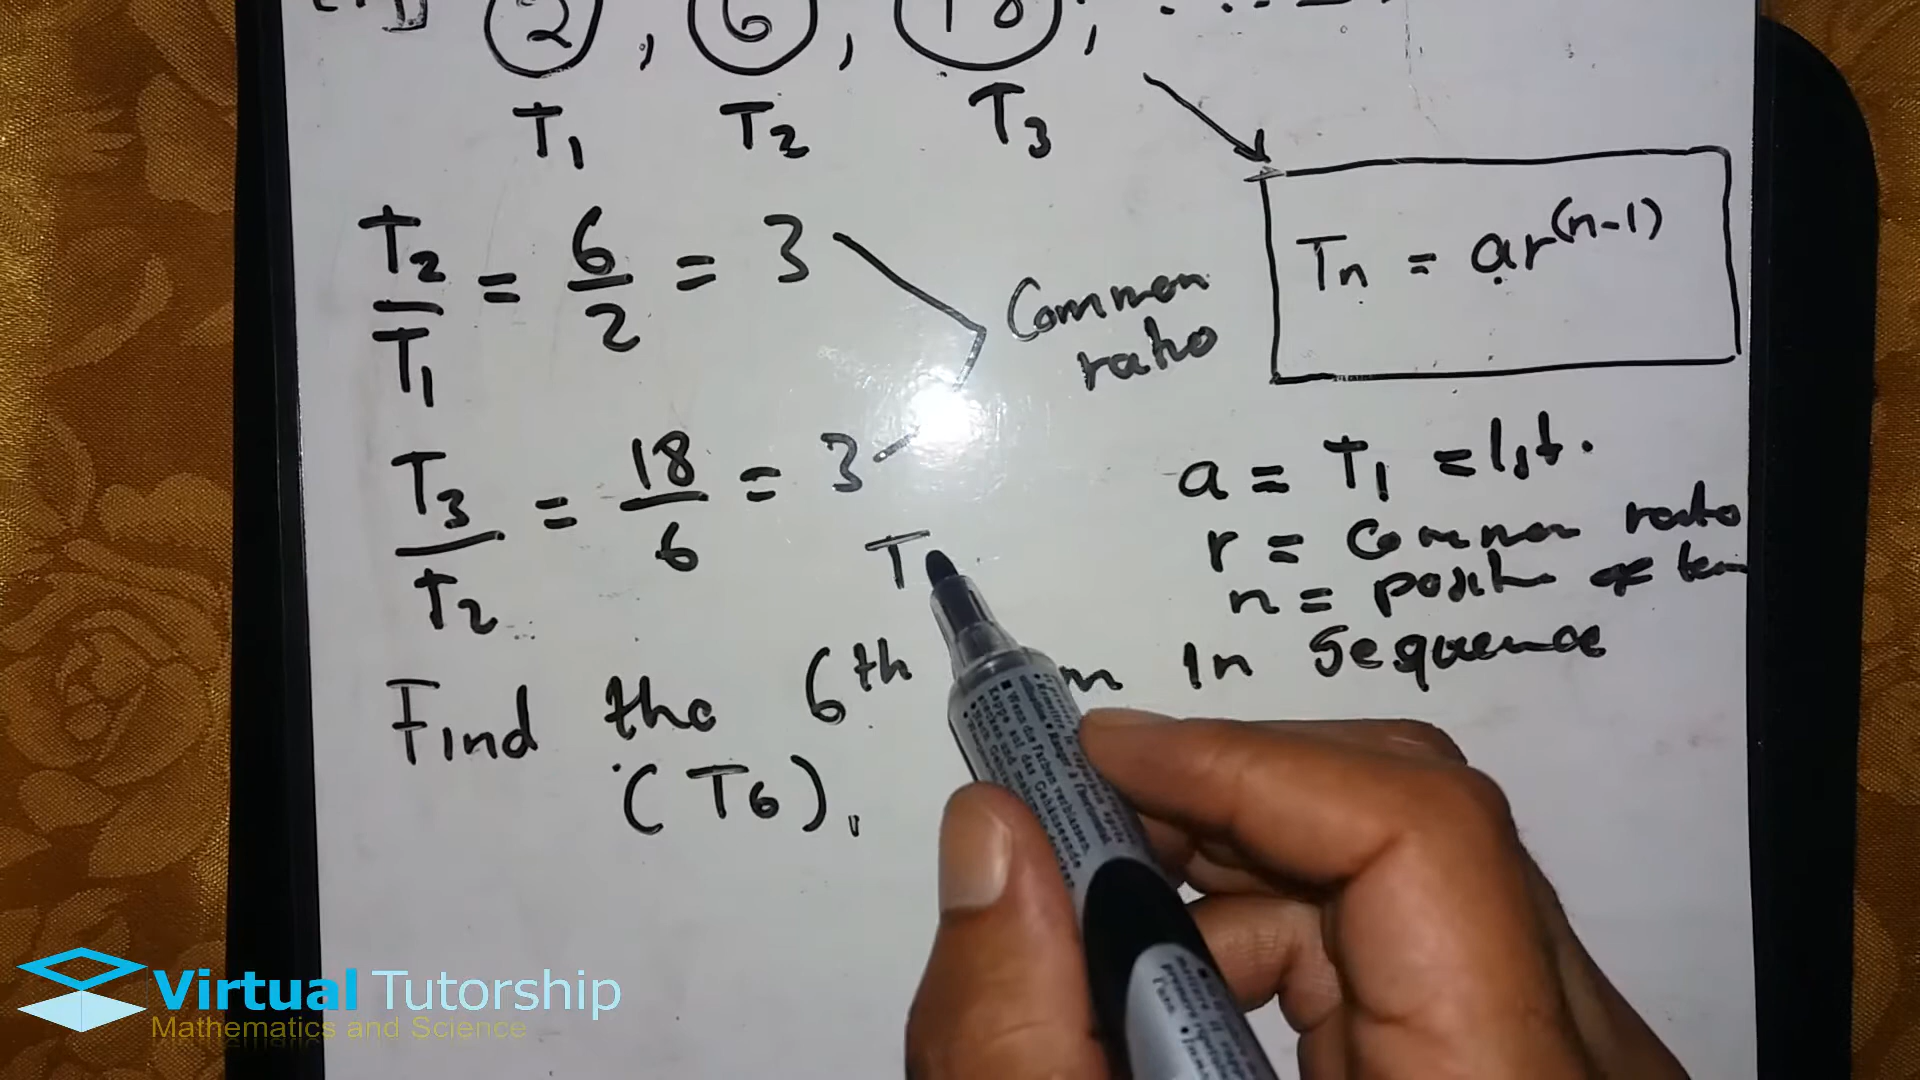 2 , 6 , 18 , .....
T1 T2 T3
T2/T1 = 6/2 = 3
Common
ratio
Tn = ar^(n-1)
T3/T2 = 18/6 = 3
a = T1 = 1st.
r = Common ratio
n = position of term
T
Find the 6th m in Sequence
(T6).
Virtual Tutorship
Mathematics and Science